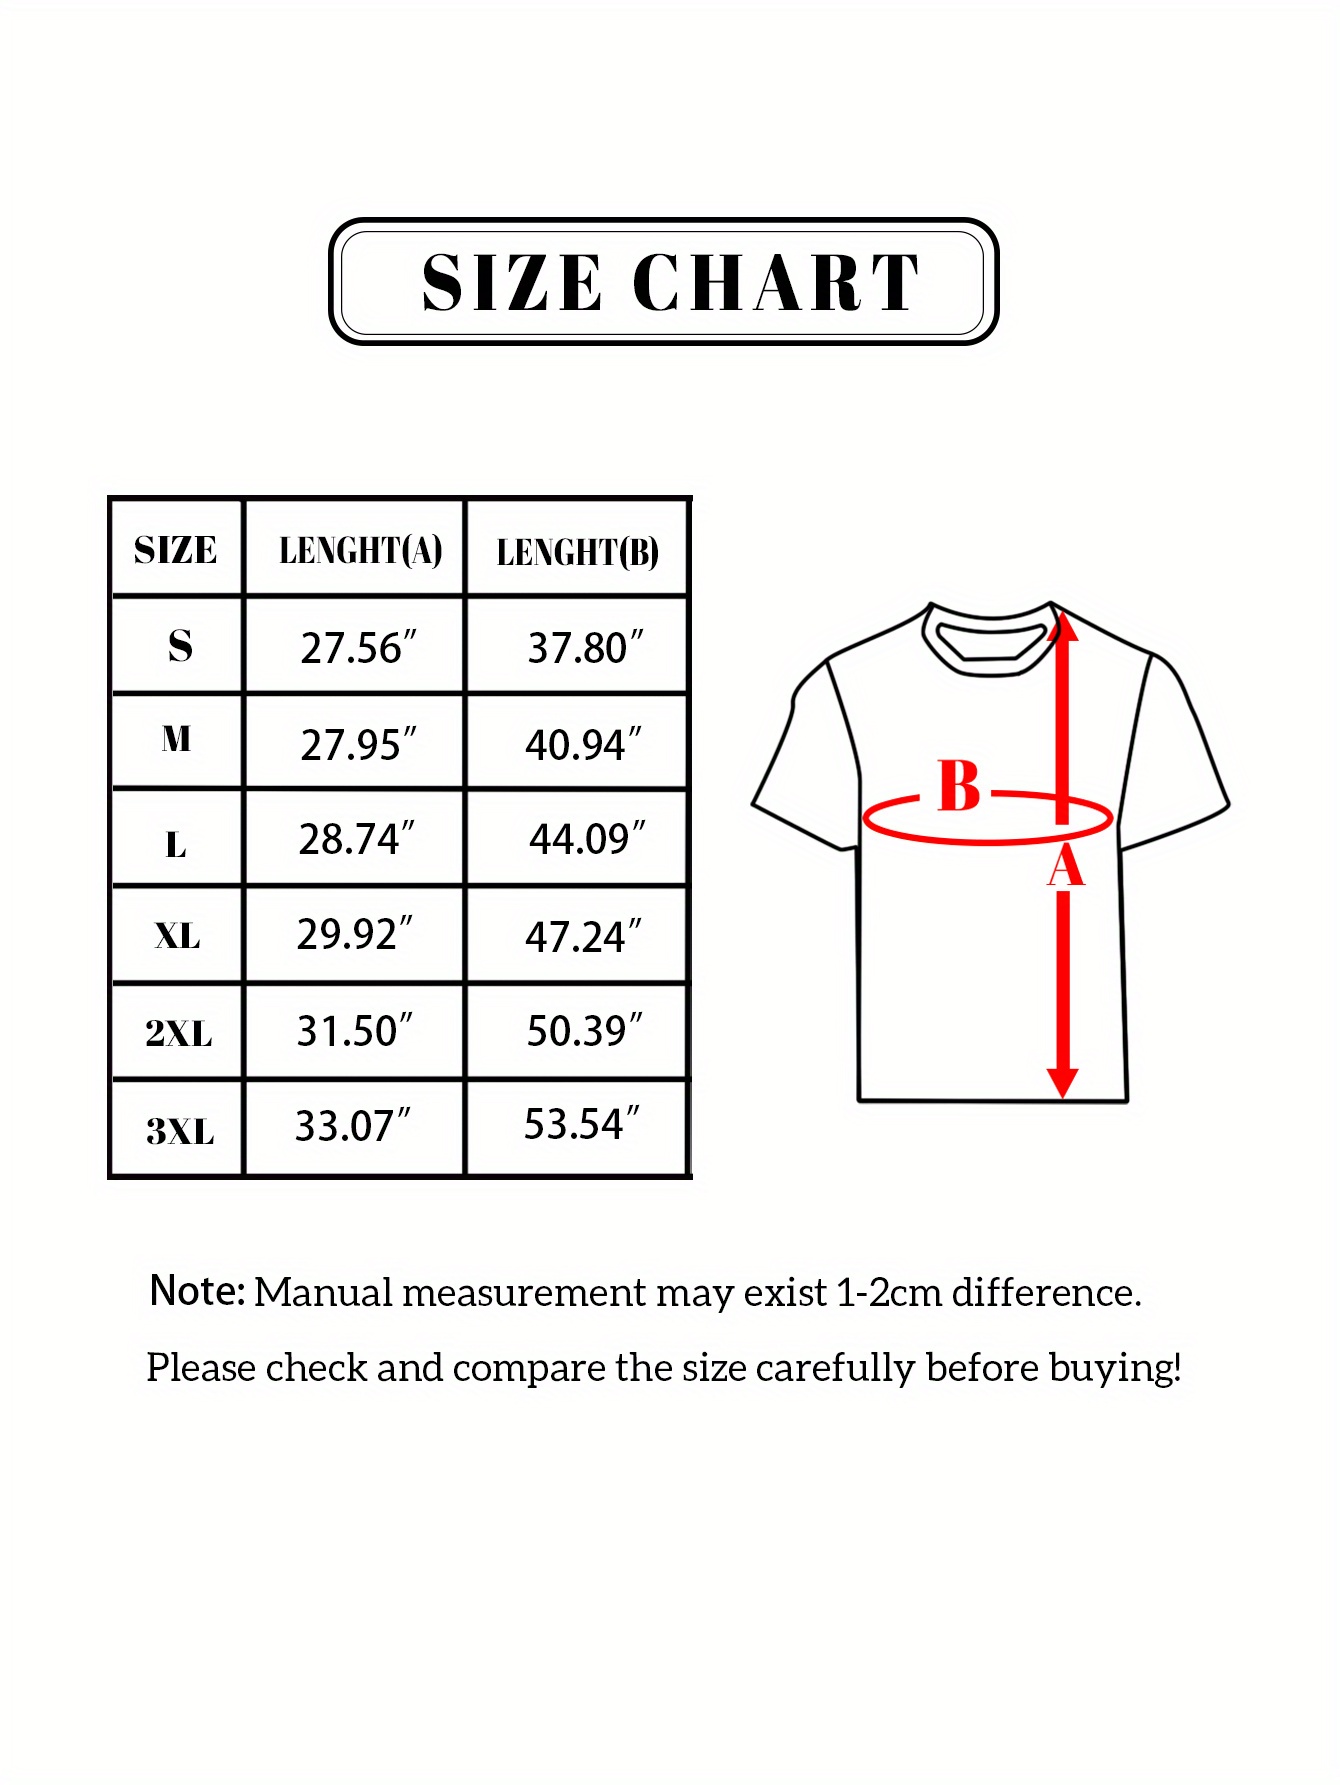 SIZE CHART
SIZE LENGHT(A) LENGHT(B)
S 27.56″ 37.80″
M 27.95″ 40.94″
L 28.74″ 44.09″
XL 29.92″ 47.24″
2XL 31.50″ 50.39″
3XL 33.07″ 53.54″
B
A
Note: Manual measurement may exist 1-2cm difference.
Please check and compare the size carefully before buying!